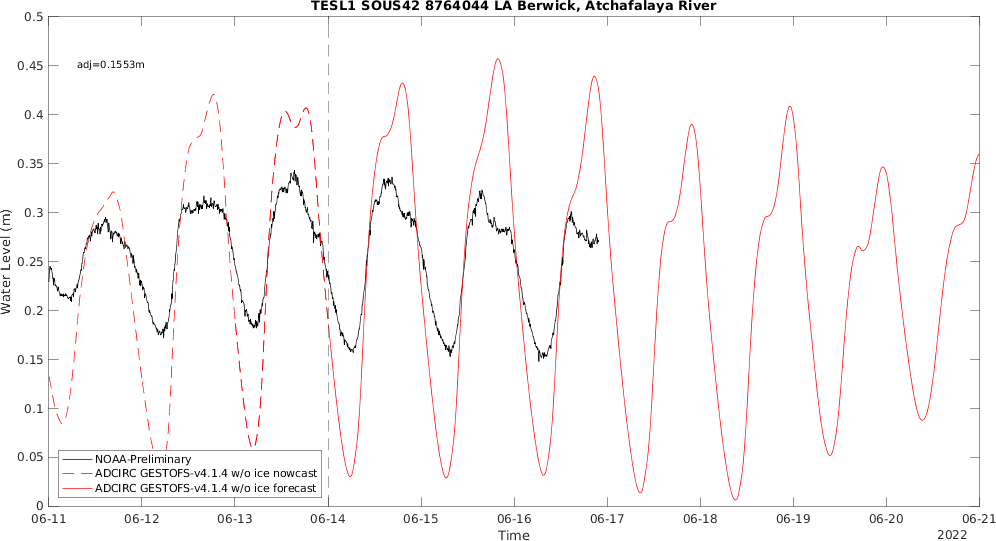 TESL1 SOUS42 8764044 LA Berwick, Atchafalaya River
0.5
0.45
0.4
0.35
0.3
0.25
0.2
0.15
0.1
0.05
0
Water Level (m)
adj=0.1553m
NOAA-Preliminary
ADCIRC GESTOFS-v4.1.4 w/o ice nowcast
ADCIRC GESTOFS-v4.1.4 w/o ice forecast
06-11 06-12 06-13 06-14 06-15 06-16 06-17 06-18 06-19 06-20 06-21
Time
2022